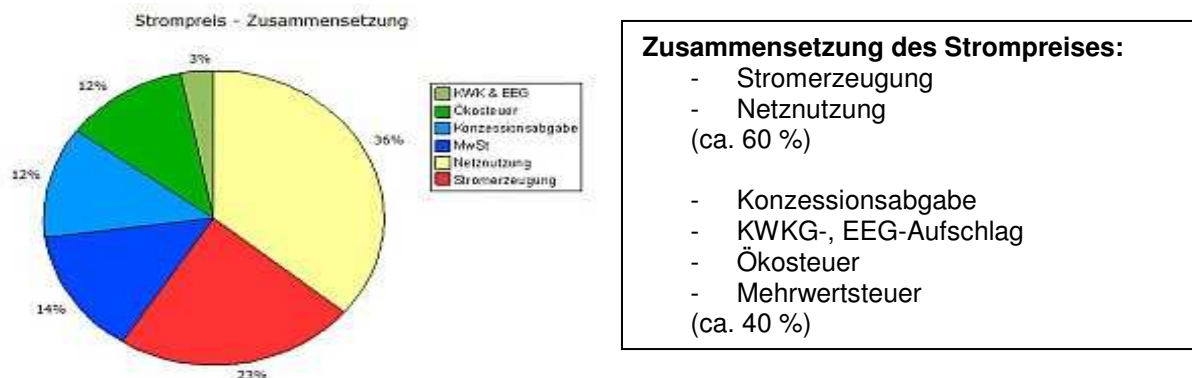 Strompreis - Zusammensetzung
3%
12%
12%
14%
23%
36%
KWK & EEG
Ökosteuer
Konzessionsabgabe
MwSt
Netznutzung
Stromerzeugung
Zusammensetzung des Strompreises:
- Stromerzeugung
- Netznutzung
(ca. 60 %)
- Konzessionsabgabe
- KWKG-, EEG-Aufschlag
- Ökosteuer
- Mehrwertsteuer
(ca. 40 %)